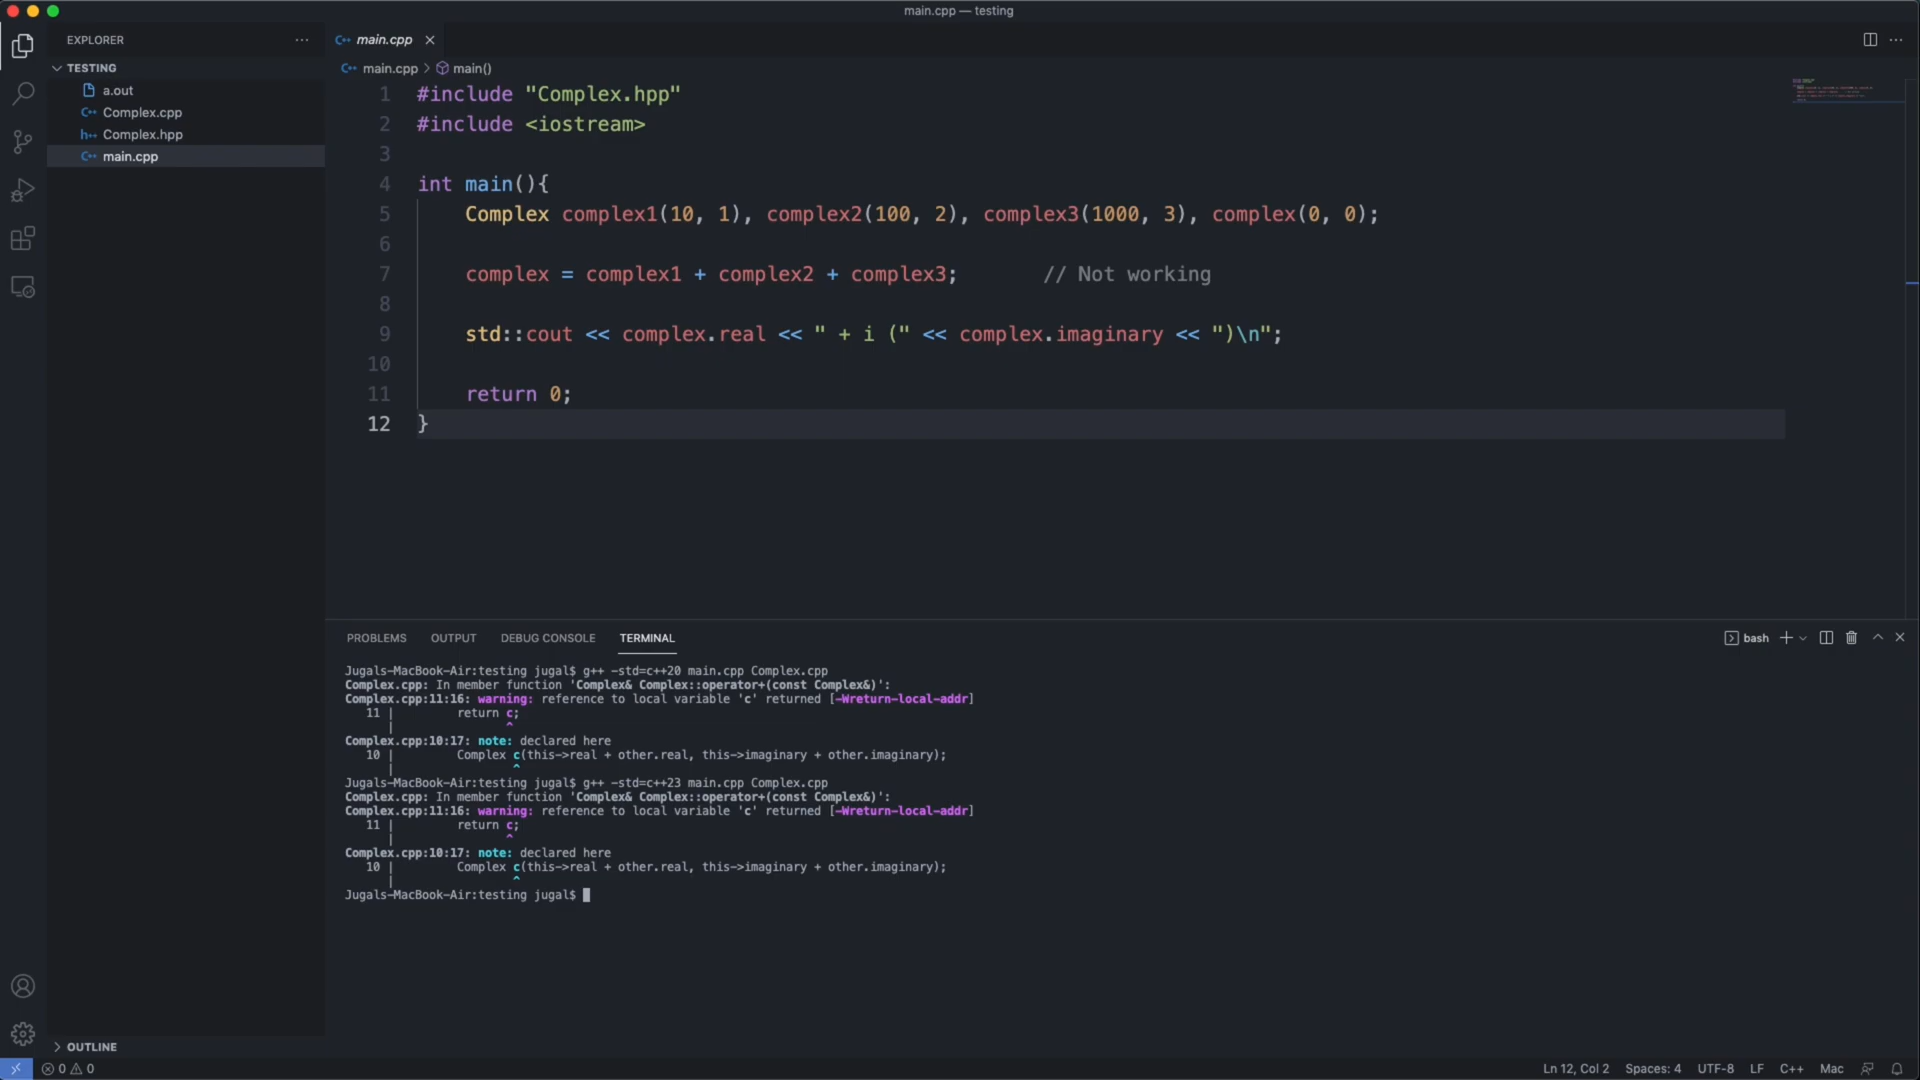 main.cpp — testing
EXPLORER
TESTING
a.out
Complex.cpp
Complex.hpp
main.cpp
main.cpp
main.cpp > main()
1 #include "Complex.hpp"
2 #include <iostream>
3
4 int main(){
5 Complex complex1(10, 1), complex2(100, 2), complex3(1000, 3), complex(0, 0);
6
7 complex = complex1 + complex2 + complex3; // Not working
8
9 std::cout << complex.real << " + i (" << complex.imaginary << ")\n";
10
11 return 0;
12 }
PROBLEMS OUTPUT DEBUG CONSOLE TERMINAL
bash
Jugals-MacBook-Air:testing jugal$ g++ -std=c++20 main.cpp Complex.cpp
Complex.cpp: In member function 'Complex& Complex::operator+(const Complex&)':
Complex.cpp:11:16: warning: reference to local variable 'c' returned [-Wreturn-local-addr]
11 | return c;
| ^
Complex.cpp:10:17: note: declared here
10 | Complex c(this->real + other.real, this->imaginary + other.imaginary);
| ^
Jugals-MacBook-Air:testing jugal$ g++ -std=c++23 main.cpp Complex.cpp
Complex.cpp: In member function 'Complex& Complex::operator+(const Complex&)':
Complex.cpp:11:16: warning: reference to local variable 'c' returned [-Wreturn-local-addr]
11 | return c;
| ^
Complex.cpp:10:17: note: declared here
10 | Complex c(this->real + other.real, this->imaginary + other.imaginary);
| ^
Jugals-MacBook-Air:testing jugal$
OUTLINE
0 0
Ln 12, Col 2 Spaces: 4 UTF-8 LF C++ Mac